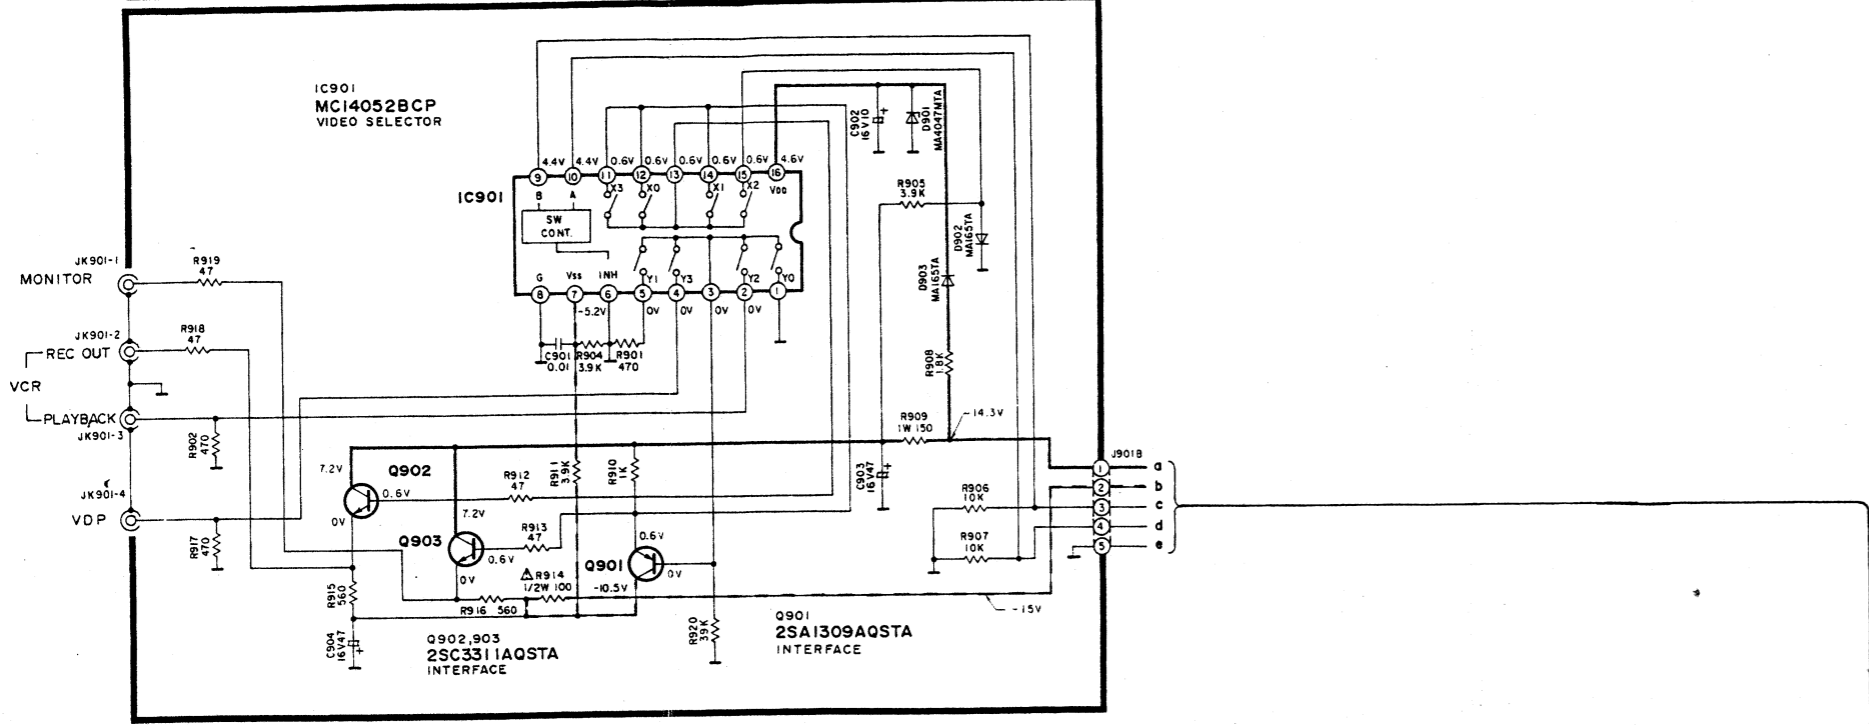 IC901
MC14052BCP
VIDEO SELECTOR
C902
16V10
D901
MA4047MTA
4.4V 4.4V 0.6V 0.6V 0.6V 0.6V 0.6V 4.6V
9 10 11 12 13 14 15 16
B A X3 X0 X1 X2 VDD
IC901
SW
CONT.
R905
3.9K
D902
MA165TA
D903
MA165TA
G Vss INH Y1 Y3 Y2 Y0
8 7 6 5 4 3 2 1
-5.2V 0V 0V 0V 0V
JK901-1
MONITOR
R919
47
JK901-2
REC OUT
R918
47
VCR
PLAYBACK
JK901-3
R902
470
JK901-4
VDP
R917
470
C901
0.01
R904
3.9K
R901
470
R908
1.8K
R909
1W 150
-14.3V
7.2V
Q902
0.6V
0V
R912
47
R911
3.9K
R910
1K
C903
16V47
7.2V
Q903
0.6V
0V
R913
47
0.6V
Q901
0V
-10.5V
R906
10K
R907
10K
J901B
1 a
2 b
3 c
4 d
5 e
R915
560
R914
1/2W 100
R916 560
-15V
C904
16V47
R920
39K
Q902,903
2SC3311AQSTA
INTERFACE
Q901
2SA1309AQSTA
INTERFACE